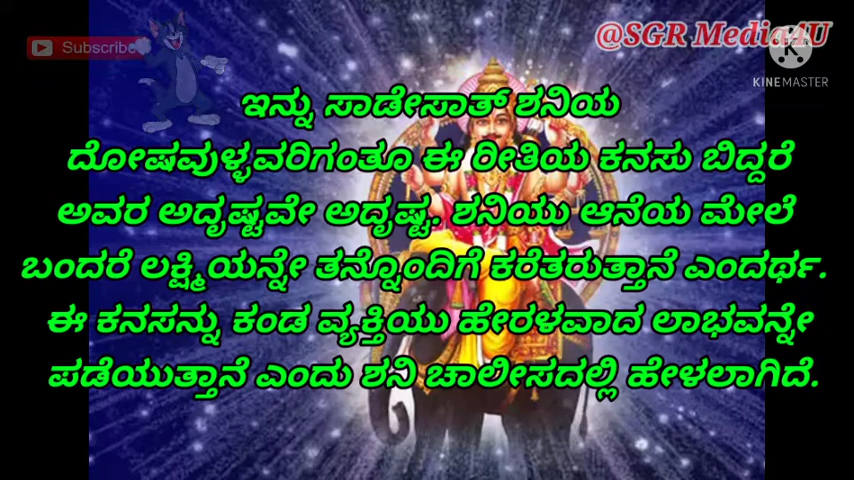 @SGR Media4U
Subscribe
KINEMASTER
ಇನ್ನು ಸಾಡೇಸಾತ್ ಶನಿಯ
ದೋಷವುಳ್ಳವರಿಗಂತೂ ಈ ರೀತಿಯ ಕನಸು ಬಿದ್ದರೆ
ಅವರ ಅದೃಷ್ಟವೇ ಅದೃಷ್ಟ. ಶನಿಯು ಆನೆಯ ಮೇಲೆ
ಬಂದರೆ ಲಕ್ಷ್ಮಿಯನ್ನೇ ತನ್ನೊಂದಿಗೆ ಕರೆತರುತ್ತಾನೆ ಎಂದರ್ಥ.
ಈ ಕನಸನ್ನು ಕಂಡ ವ್ಯಕ್ತಿಯು ಹೇರಳವಾದ ಲಾಭವನ್ನೇ
ಪಡೆಯುತ್ತಾನೆ ಎಂದು ಶನಿ ಚಾಲೀಸದಲ್ಲಿ ಹೇಳಲಾಗಿದೆ.